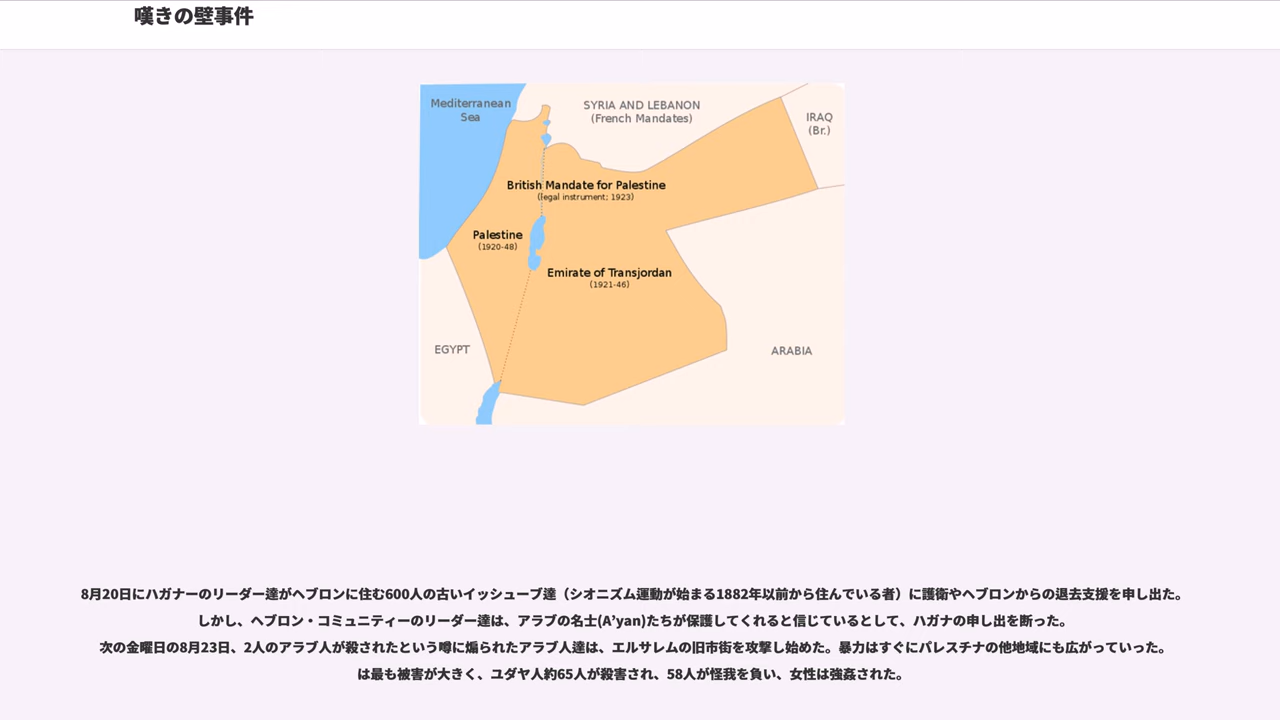 嘆きの壁事件
Mediterranean
Sea
SYRIA AND LEBANON
(French Mandates)
IRAQ
(Br.)
British Mandate for Palestine
(legal instrument; 1923)
Palestine
(1920-48)
Emirate of Transjordan
(1921-46)
EGYPT
ARABIA
8月20日にハガナーのリーダー達がヘブロンに住む600人の古いイッシューブ達（シオニズム運動が始まる1882年以前から住んでいる者）に護衛やヘブロンからの退去支援を申し出た。
しかし、ヘブロン・コミュニティーのリーダー達は、アラブの名士(A’yan)たちが保護してくれると信じているとして、ハガナの申し出を断った。
次の金曜日の8月23日、2人のアラブ人が殺されたという噂に煽られたアラブ人達は、エルサレムの旧市街を攻撃し始めた。暴力はすぐにパレスチナの他地域にも広がっていった。
は最も被害が大きく、ユダヤ人約65人が殺害され、58人が怪我を負い、女性は強姦された。